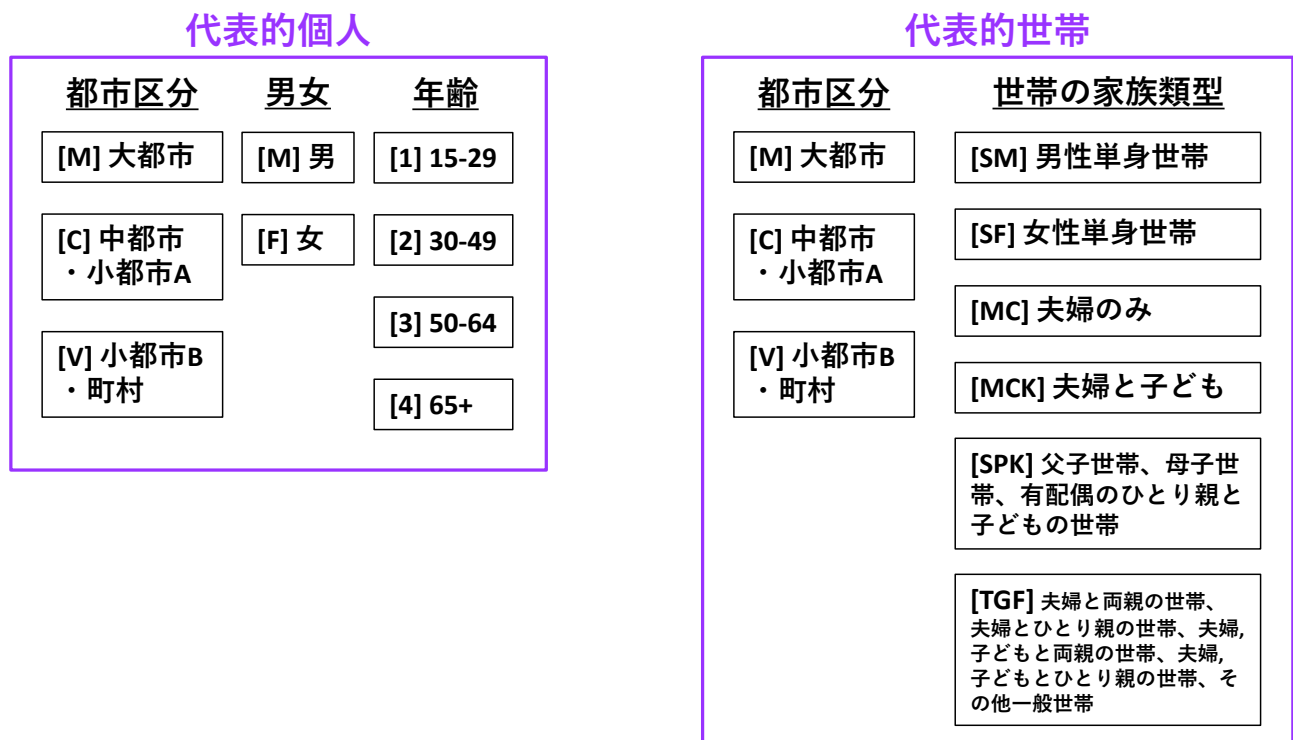 代表的個人
都市区分
男女
年齢
[M] 大都市
[M] 男
[1] 15-29
[C] 中都市
・小都市A
[F] 女
[2] 30-49
[3] 50-64
[V] 小都市B
・町村
[4] 65+
代表的世帯
都市区分
世帯の家族類型
[M] 大都市
[SM] 男性単身世帯
[C] 中都市
・小都市A
[SF] 女性単身世帯
[MC] 夫婦のみ
[V] 小都市B
・町村
[MCK] 夫婦と子ども
[SPK] 父子世帯、母子世
帯、有配偶のひとり親と
子どもの世帯
[TGF] 夫婦と両親の世帯、
夫婦とひとり親の世帯、夫婦,
子どもと両親の世帯、夫婦,
子どもとひとり親の世帯、そ
の他一般世帯